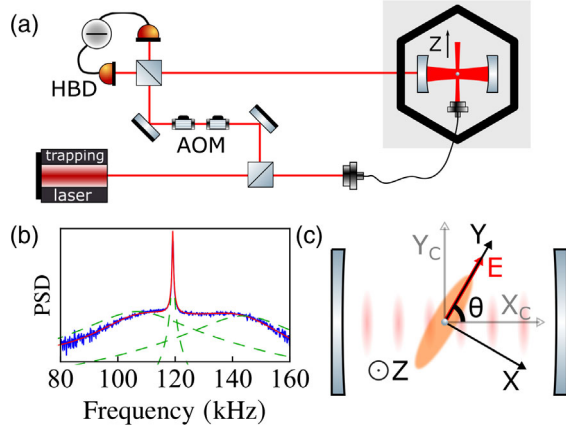 (a)
HBD
AOM
Z
trapping
laser
(b)
PSD
80 100 120 140 160
Frequency (kHz)
(c)
Y_C
Y
E
X_C
θ
Z
X